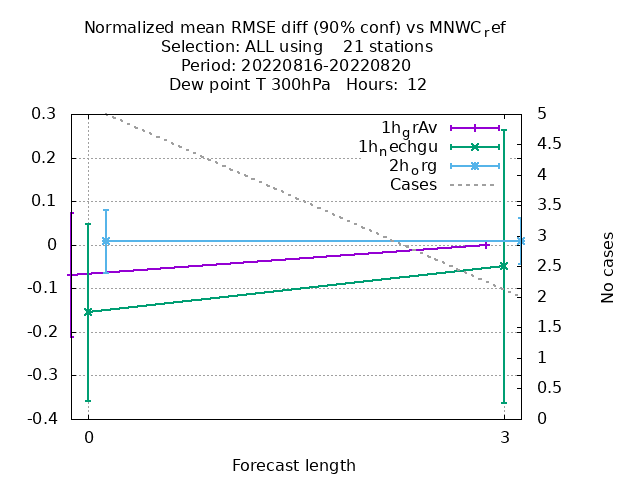 Normalized mean RMSE diff (90% conf) vs MNWC_ref
Selection: ALL using    21 stations
Period: 20220816-20220820
Dew point T 300hPa   Hours:  12
0.3
0.2
0.1
0
-0.1
-0.2
-0.3
-0.4
5
4.5
4
3.5
3
2.5
2
1.5
1
0.5
0
1h_grAv
1h_nechgu
2h_org
Cases
No cases
0
3
Forecast length